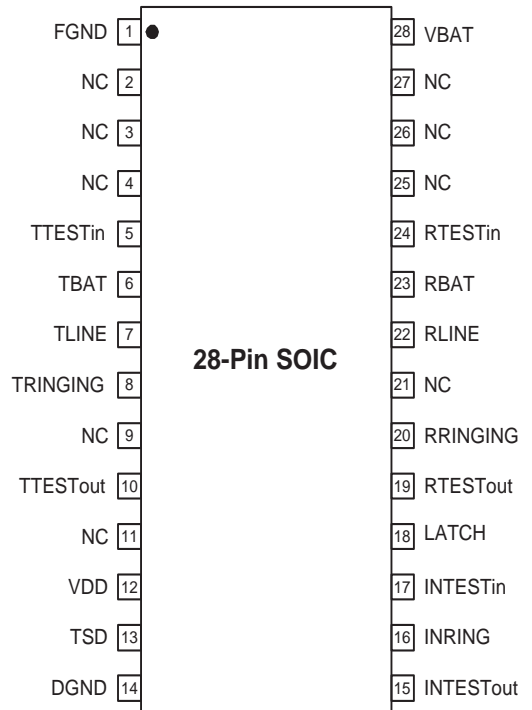 FGND 1 28 VBAT
NC 2 27 NC
NC 3 26 NC
NC 4 25 NC
TTESTin 5 24 RTESTin
TBAT 6 23 RBAT
TLINE 7 22 RLINE
28-Pin SOIC
TRINGING 8 21 NC
NC 9 20 RRINGING
TTESTout 10 19 RTESTout
NC 11 18 LATCH
VDD 12 17 INTESTin
TSD 13 16 INRING
DGND 14 15 INTESTout